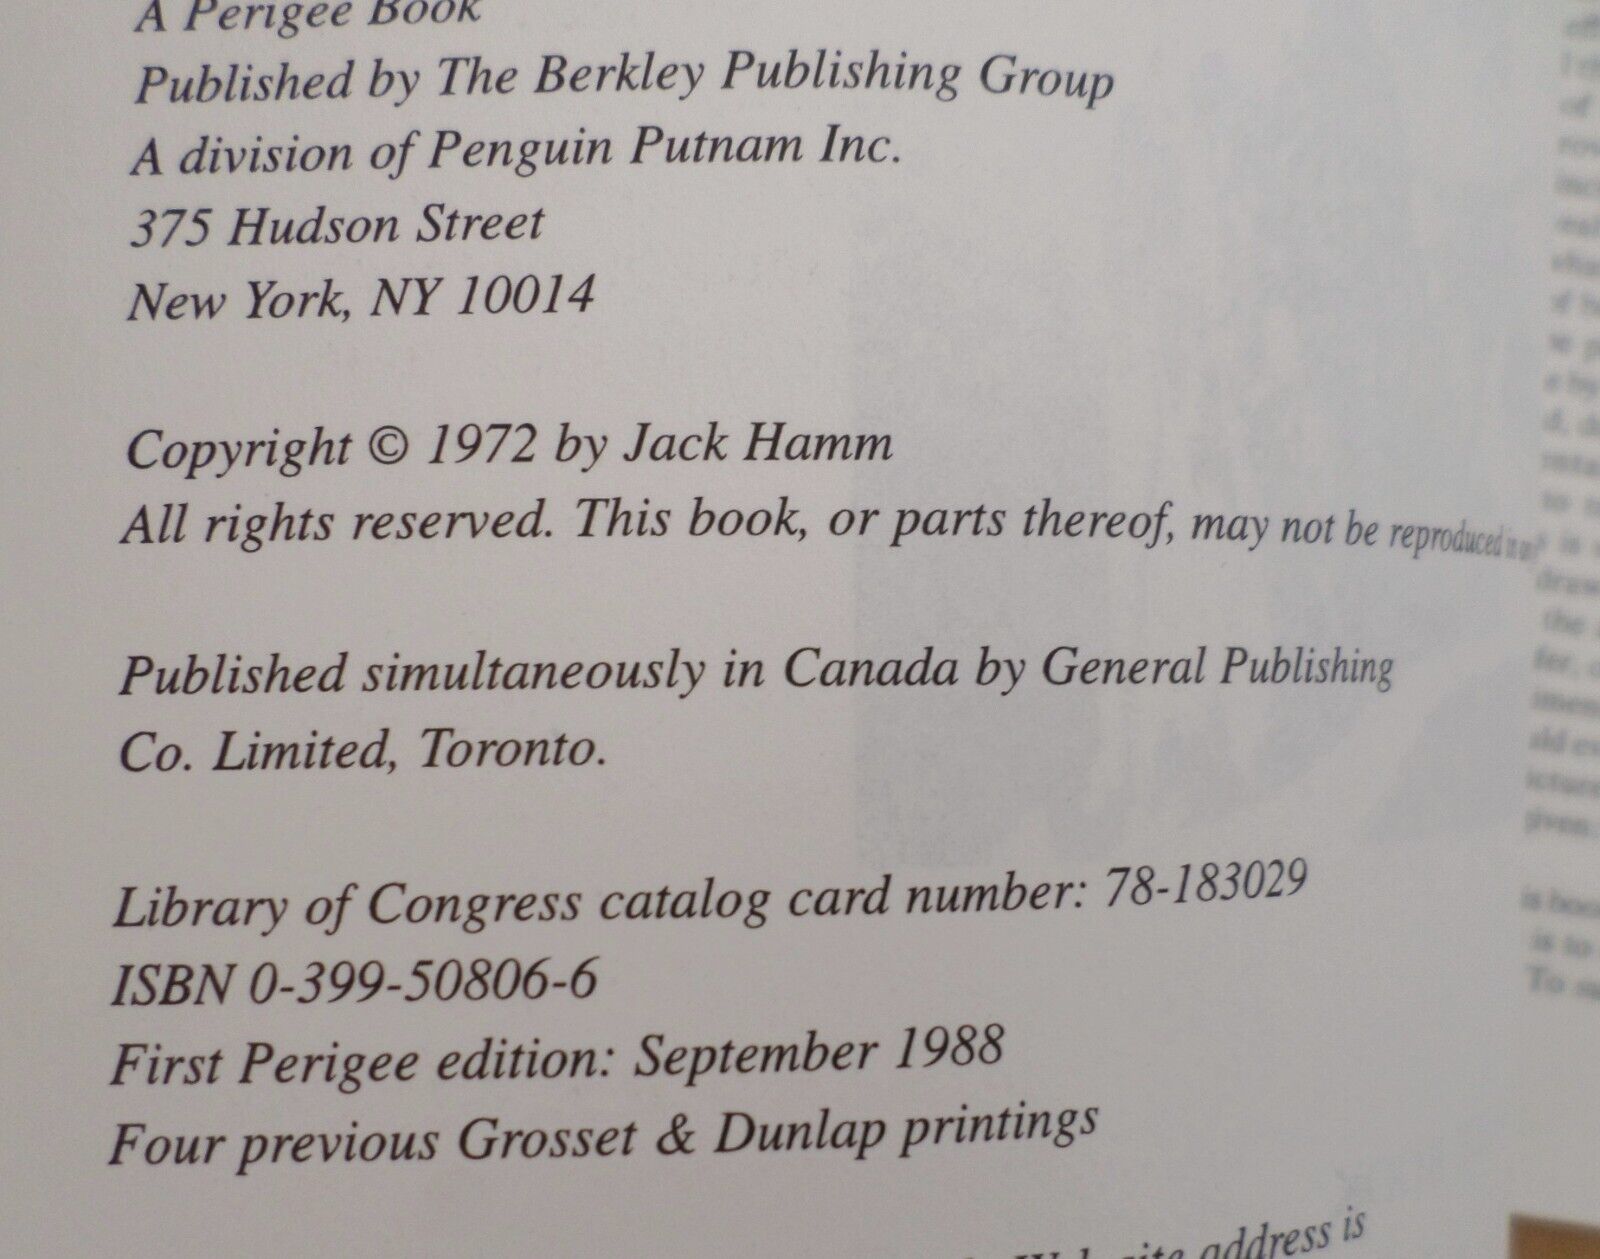 A Perigee Book
Published by The Berkley Publishing Group
A division of Penguin Putnam Inc.
375 Hudson Street
New York, NY 10014
Copyright © 1972 by Jack Hamm
All rights reserved. This book, or parts thereof, may not be reproduced in
Published simultaneously in Canada by General Publishing
Co. Limited, Toronto.
Library of Congress catalog card number: 78-183029
ISBN 0-399-50806-6
First Perigee edition: September 1988
Four previous Grosset & Dunlap printings
address is